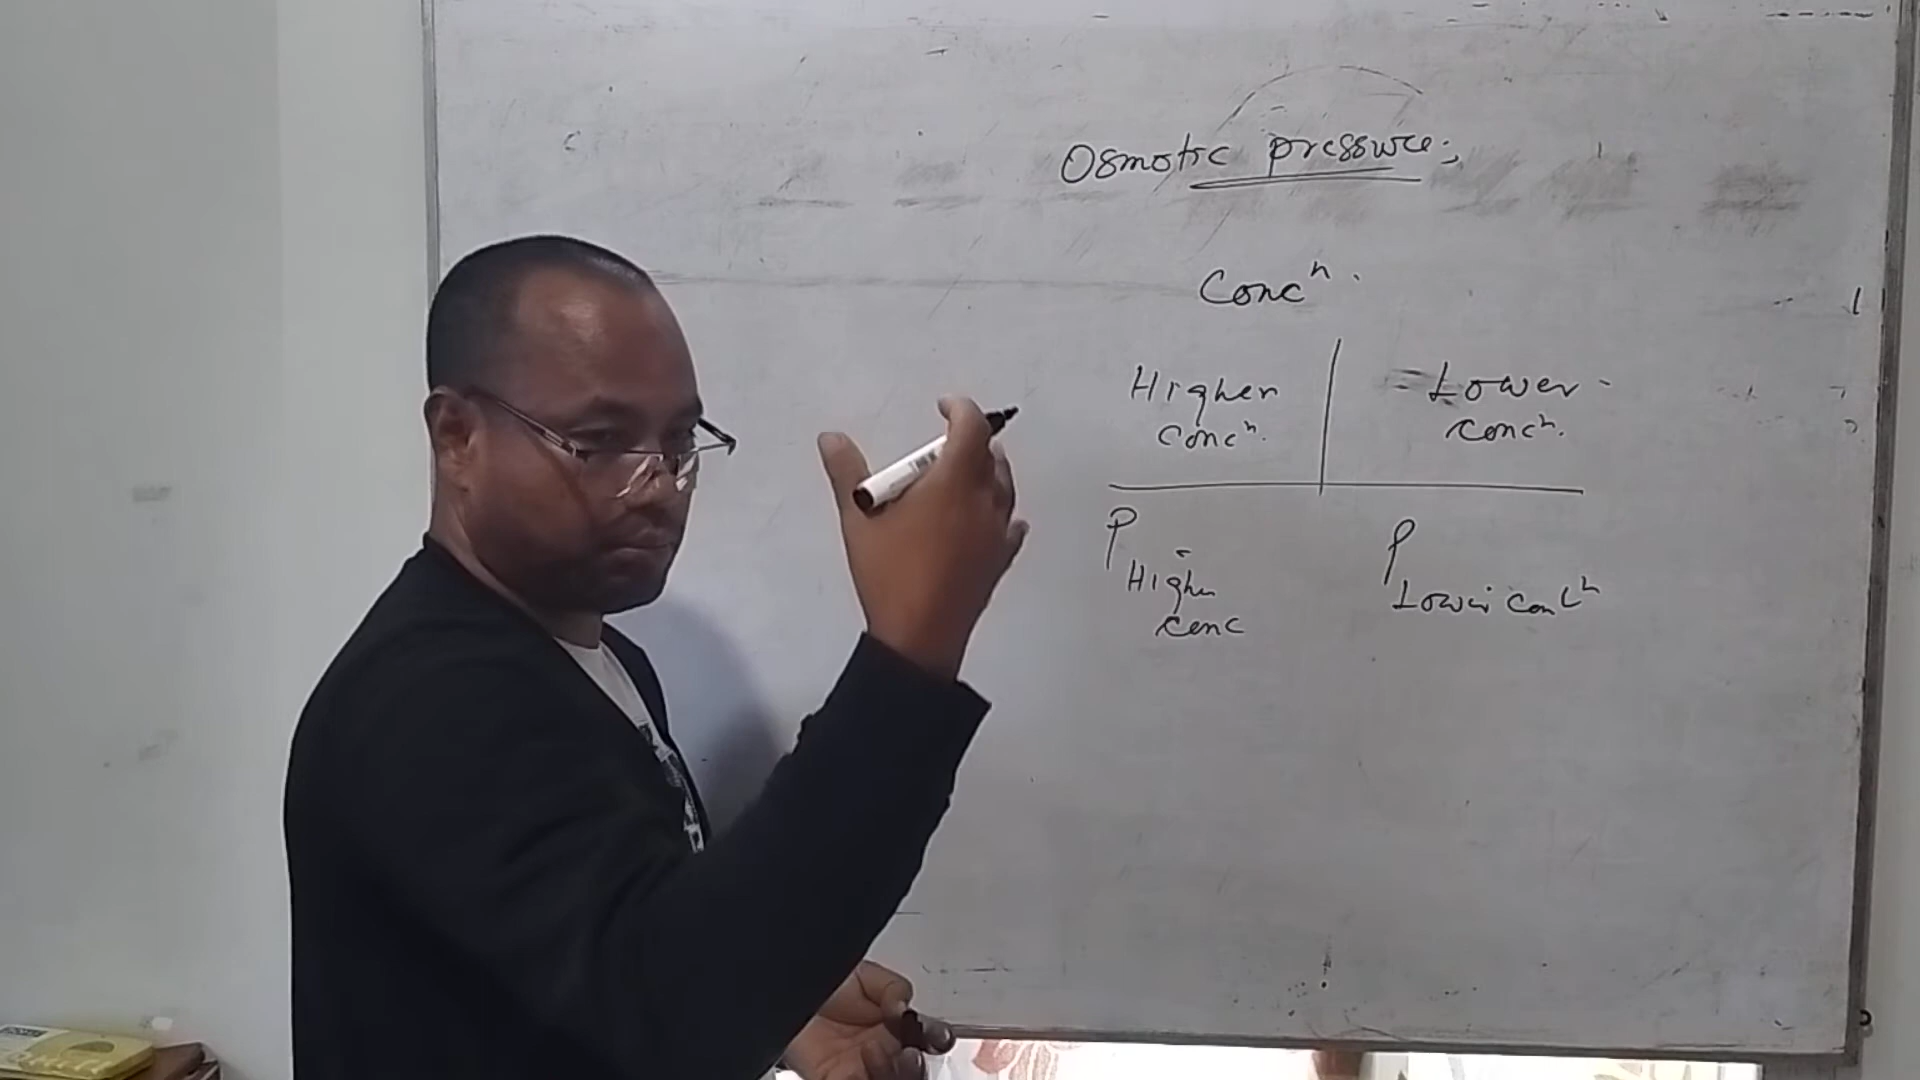 Osmotic pressure:
Concⁿ.
Higher Lower
concⁿ. concⁿ.
P P
Higher Lower concⁿ
conc